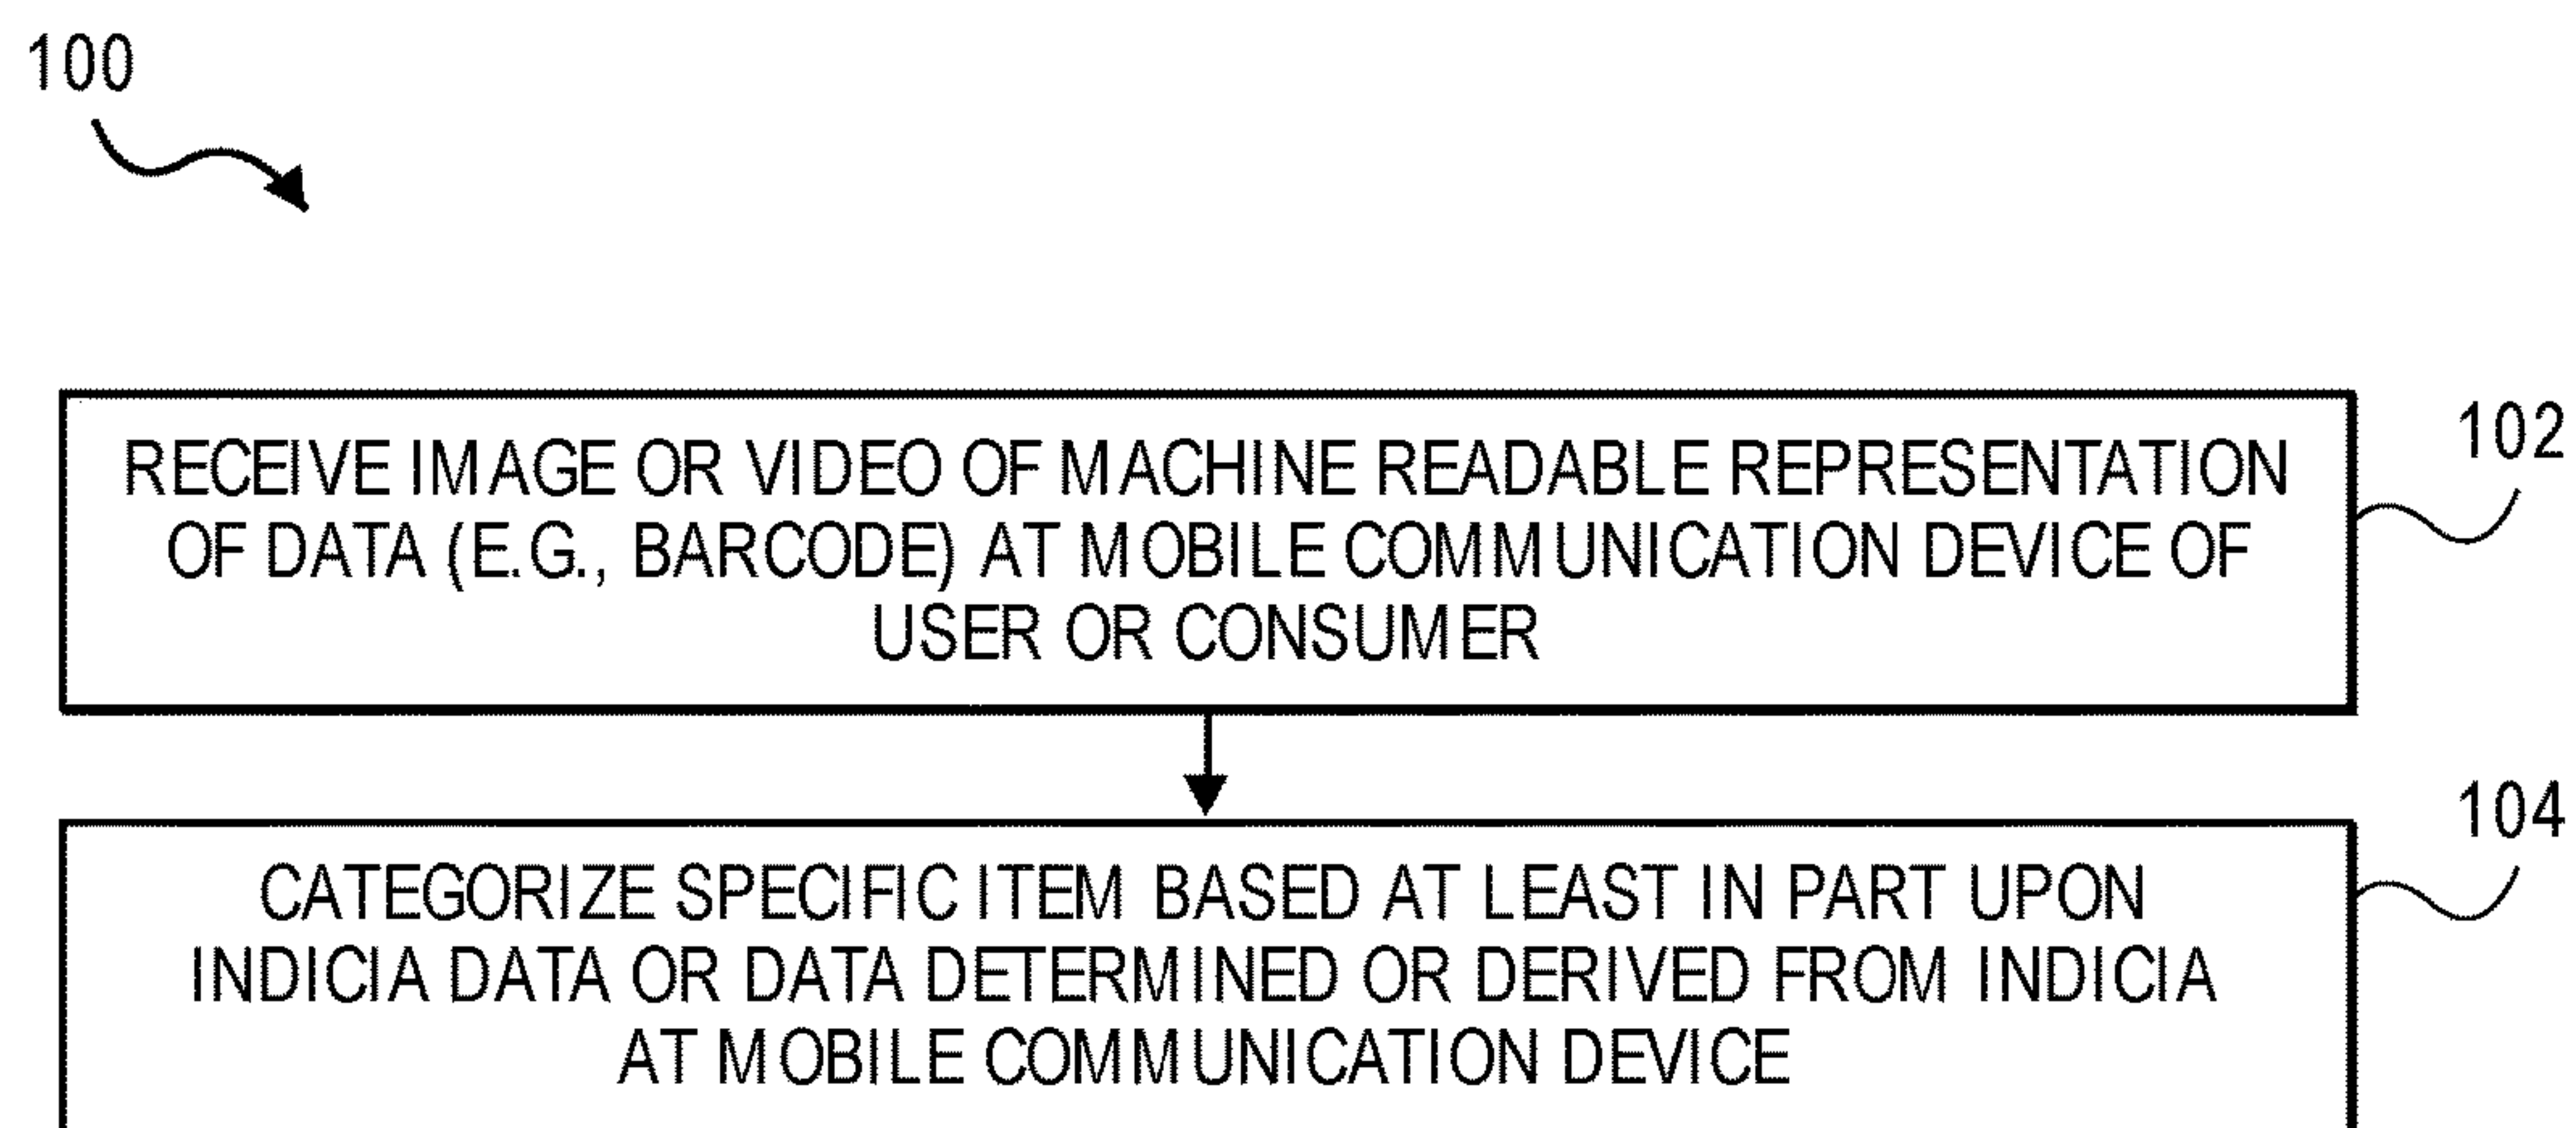 100
RECEIVE IMAGE OR VIDEO OF MACHINE READABLE REPRESENTATION
OF DATA (E.G., BARCODE) AT MOBILE COMMUNICATION DEVICE OF
USER OR CONSUMER
102
CATEGORIZE SPECIFIC ITEM BASED AT LEAST IN PART UPON
INDICIA DATA OR DATA DETERMINED OR DERIVED FROM INDICIA
AT MOBILE COMMUNICATION DEVICE
104